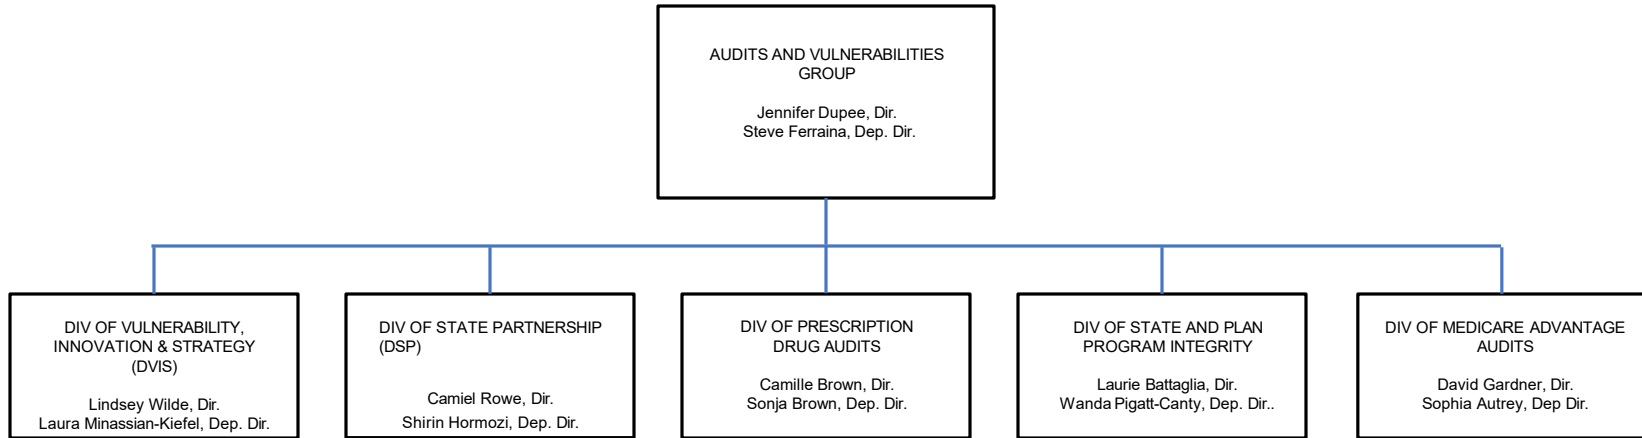 AUDITS AND VULNERABILITIES
GROUP
Jennifer Dupee, Dir.
Steve Ferraina, Dep. Dir.
DIV OF VULNERABILITY,
INNOVATION & STRATEGY
(DVIS)
Lindsey Wilde, Dir.
Laura Minassian-Kiefel, Dep. Dir.
DIV OF STATE PARTNERSHIP
(DSP)
Camiel Rowe, Dir.
Shirin Hormozi, Dep. Dir.
DIV OF PRESCRIPTION
DRUG AUDITS
Camille Brown, Dir.
Sonja Brown, Dep. Dir.
DIV OF STATE AND PLAN
PROGRAM INTEGRITY
Laurie Battaglia, Dir.
Wanda Pigatt-Canty, Dep. Dir..
DIV OF MEDICARE ADVANTAGE
AUDITS
David Gardner, Dir.
Sophia Autrey, Dep Dir.